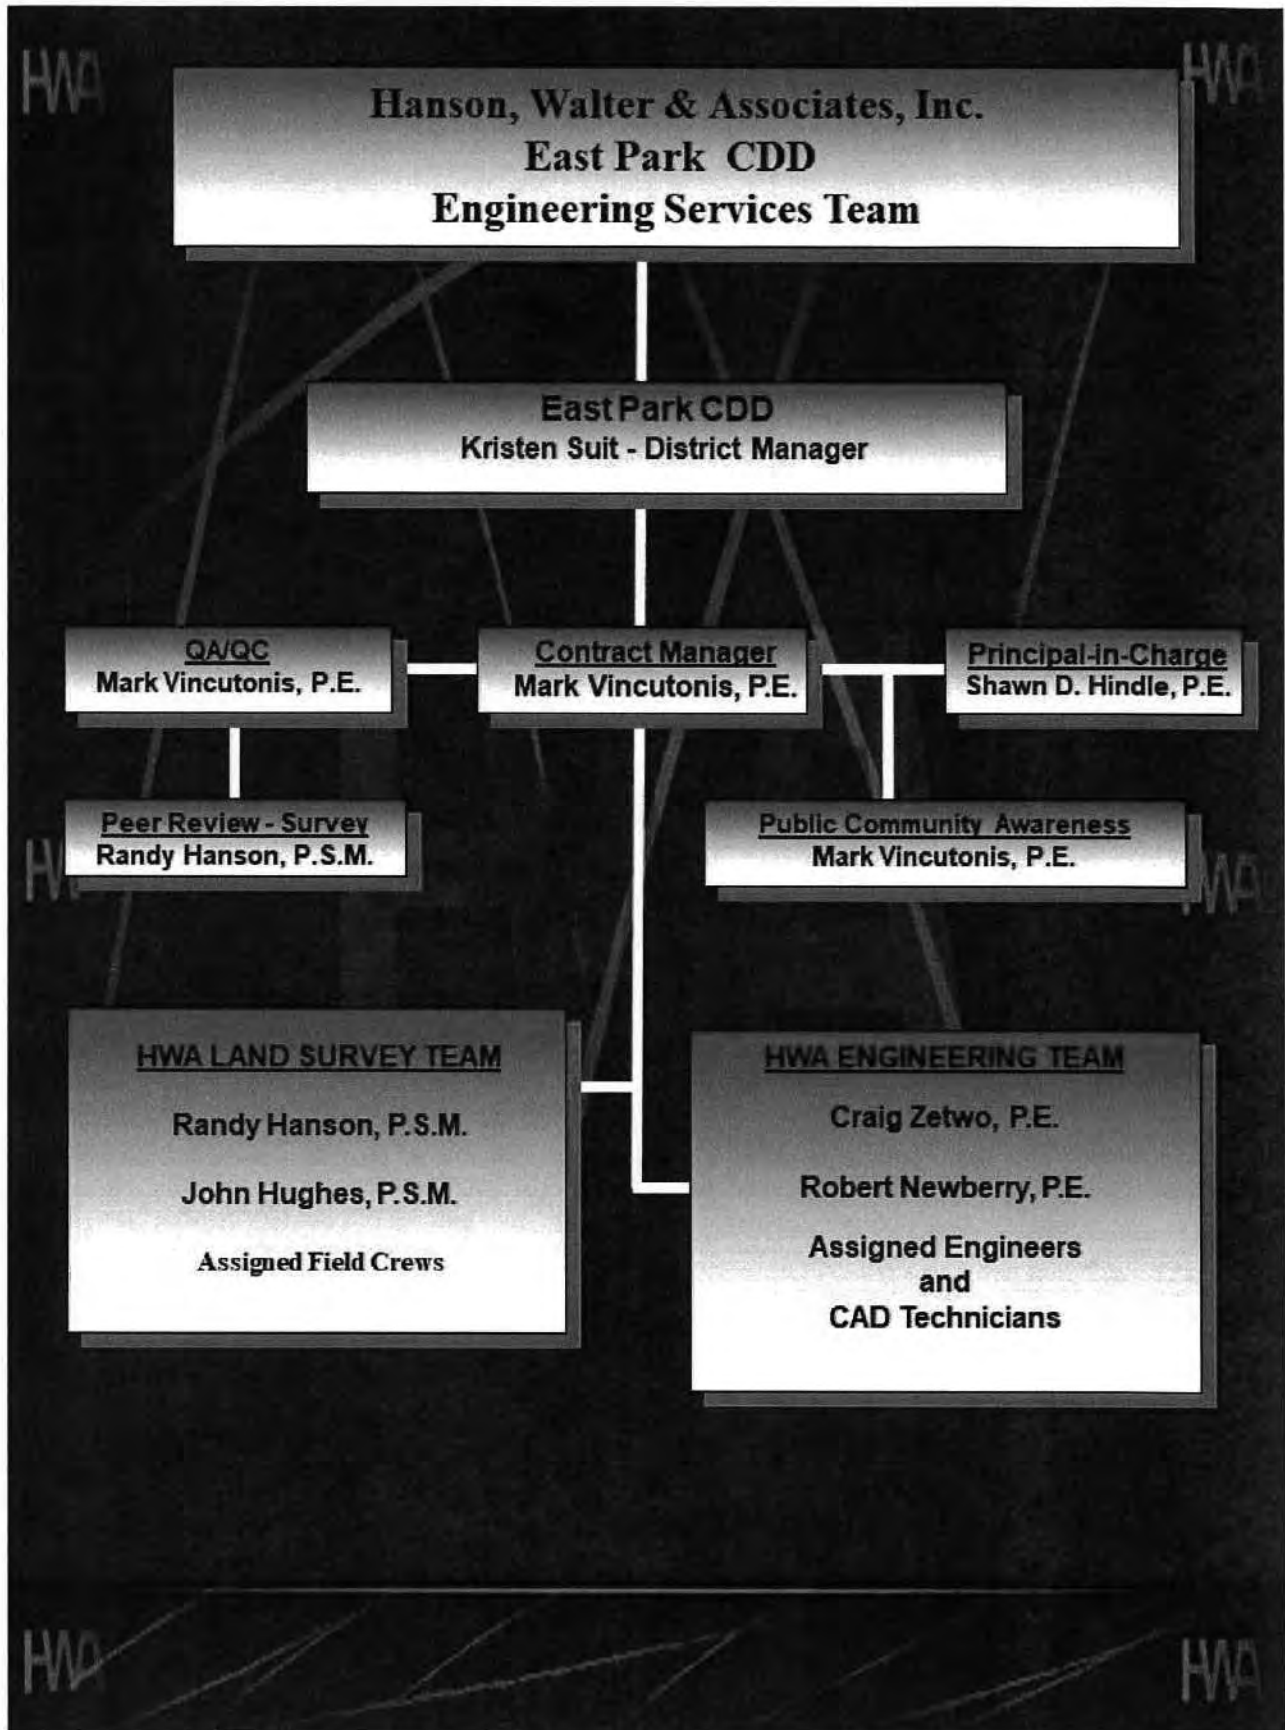 HWA
HWA
Hanson, Walter & Associates, Inc.
East Park CDD
Engineering Services Team
East Park CDD
Kristen Suit - District Manager
QA/QC
Mark Vincutonis, P.E.
Contract Manager
Mark Vincutonis, P.E.
Principal-in-Charge
Shawn D. Hindle, P.E.
Peer Review - Survey
Randy Hanson, P.S.M.
Public Community Awareness
Mark Vincutonis, P.E.
HWA LAND SURVEY TEAM
Randy Hanson, P.S.M.
John Hughes, P.S.M.
Assigned Field Crews
HWA ENGINEERING TEAM
Craig Zetwo, P.E.
Robert Newberry, P.E.
Assigned Engineers
and
CAD Technicians
HWA
HWA